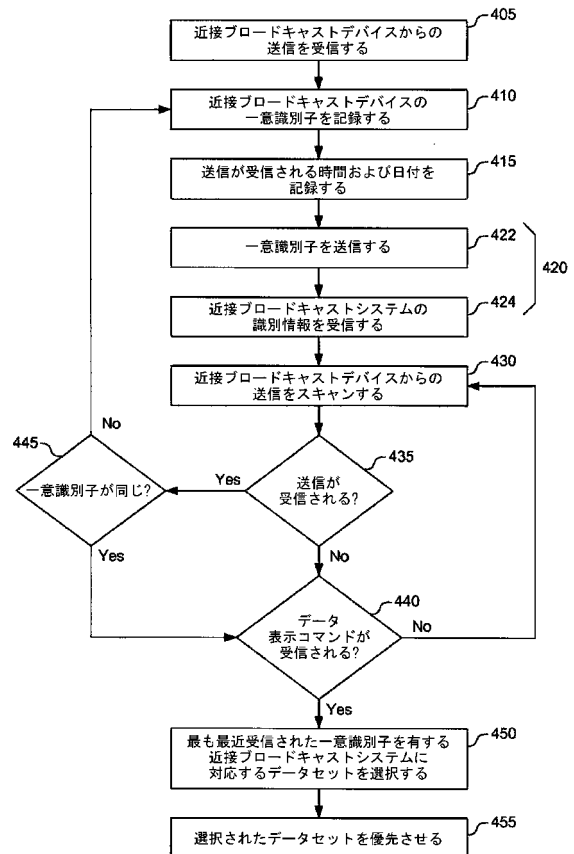 近接ブロードキャストデバイスからの
送信を受信する
405
近接ブロードキャストデバイスの
一意識別子を記録する
410
送信が受信される時間および日付を
記録する
415
一意識別子を送信する
422
420
近接ブロードキャストシステムの
識別情報を受信する
424
近接ブロードキャストデバイスからの
送信をスキャンする
430
送信が
受信される?
435
Yes
No
一意識別子が同じ?
445
No
Yes
データ
表示コマンドが
受信される?
440
No
Yes
最も最近受信された一意識別子を有する
近接ブロードキャストシステムに
対応するデータセットを選択する
450
選択されたデータセットを優先させる
455